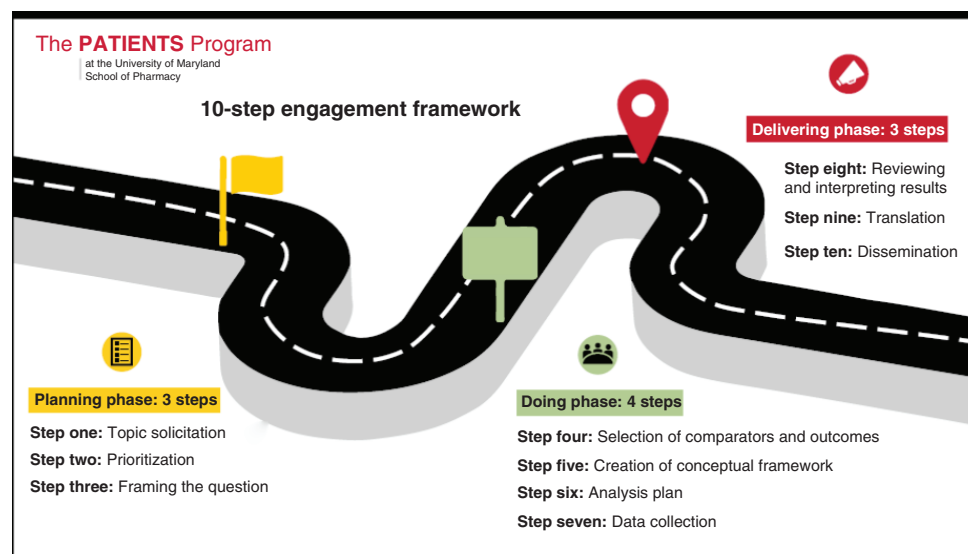 The PATIENTS Program
at the University of Maryland
School of Pharmacy
10-step engagement framework
Planning phase: 3 steps
Step one: Topic solicitation
Step two: Prioritization
Step three: Framing the question
Doing phase: 4 steps
Step four: Selection of comparators and outcomes
Step five: Creation of conceptual framework
Step six: Analysis plan
Step seven: Data collection
Delivering phase: 3 steps
Step eight: Reviewing
and interpreting results
Step nine: Translation
Step ten: Dissemination